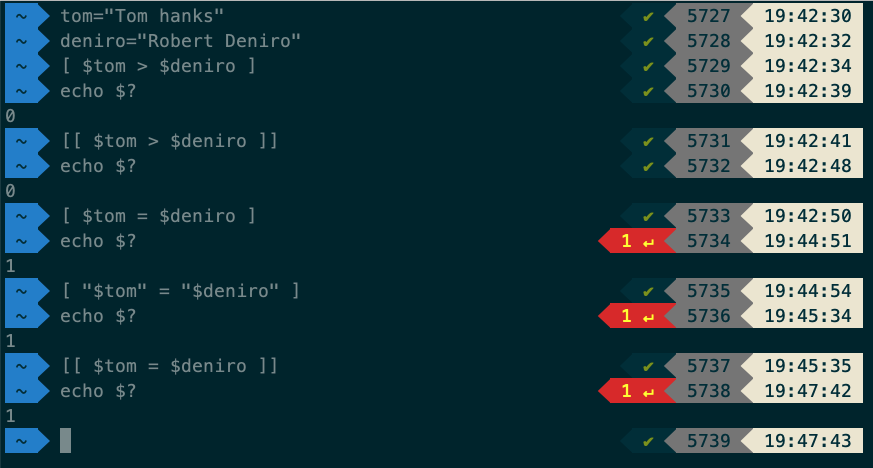 ~ tom="Tom hanks" ✔ 5727 19:42:30
~ deniro="Robert Deniro" ✔ 5728 19:42:32
~ [ $tom > $deniro ] ✔ 5729 19:42:34
~ echo $? ✔ 5730 19:42:39
0
~ [[ $tom > $deniro ]] ✔ 5731 19:42:41
~ echo $? ✔ 5732 19:42:48
0
~ [ $tom = $deniro ] ✔ 5733 19:42:50
~ echo $? 1 ↵ 5734 19:44:51
1
~ [ "$tom" = "$deniro" ] ✔ 5735 19:44:54
~ echo $? 1 ↵ 5736 19:45:34
1
~ [[ $tom = $deniro ]] ✔ 5737 19:45:35
~ echo $? 1 ↵ 5738 19:47:42
1
~ ✔ 5739 19:47:43